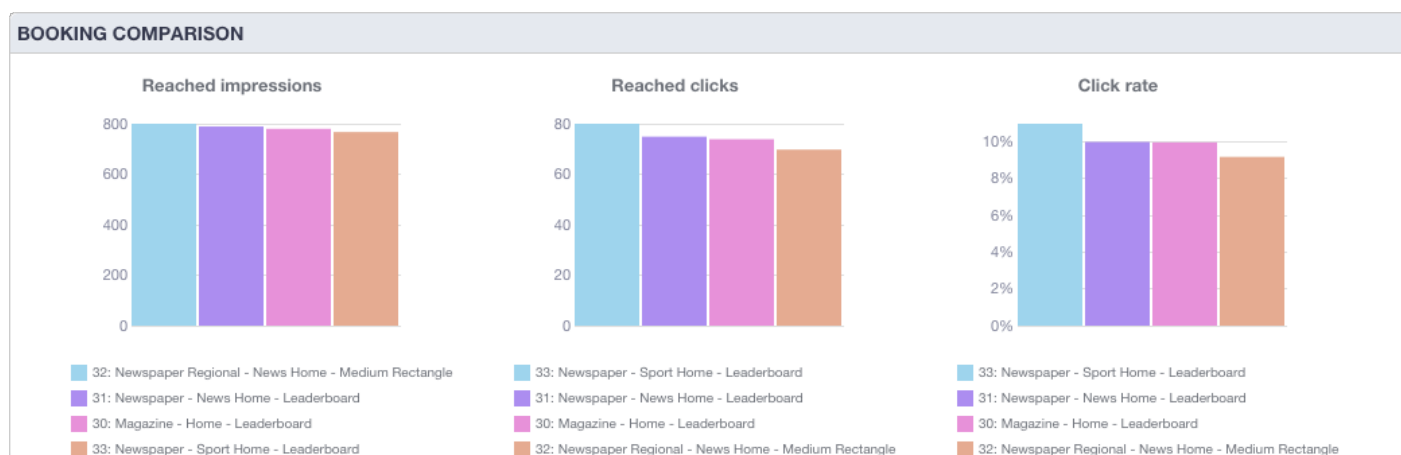 BOOKING COMPARISON
Reached impressions
800
600
400
200
0
32: Newspaper Regional - News Home - Medium Rectangle
31: Newspaper - News Home - Leaderboard
30: Magazine - Home - Leaderboard
33: Newspaper - Sport Home - Leaderboard
Reached clicks
80
60
40
20
0
33: Newspaper - Sport Home - Leaderboard
31: Newspaper - News Home - Leaderboard
30: Magazine - Home - Leaderboard
32: Newspaper Regional - News Home - Medium Rectangle
Click rate
10%
8%
6%
4%
2%
0%
33: Newspaper - Sport Home - Leaderboard
31: Newspaper - News Home - Leaderboard
30: Magazine - Home - Leaderboard
32: Newspaper Regional - News Home - Medium Rectangle